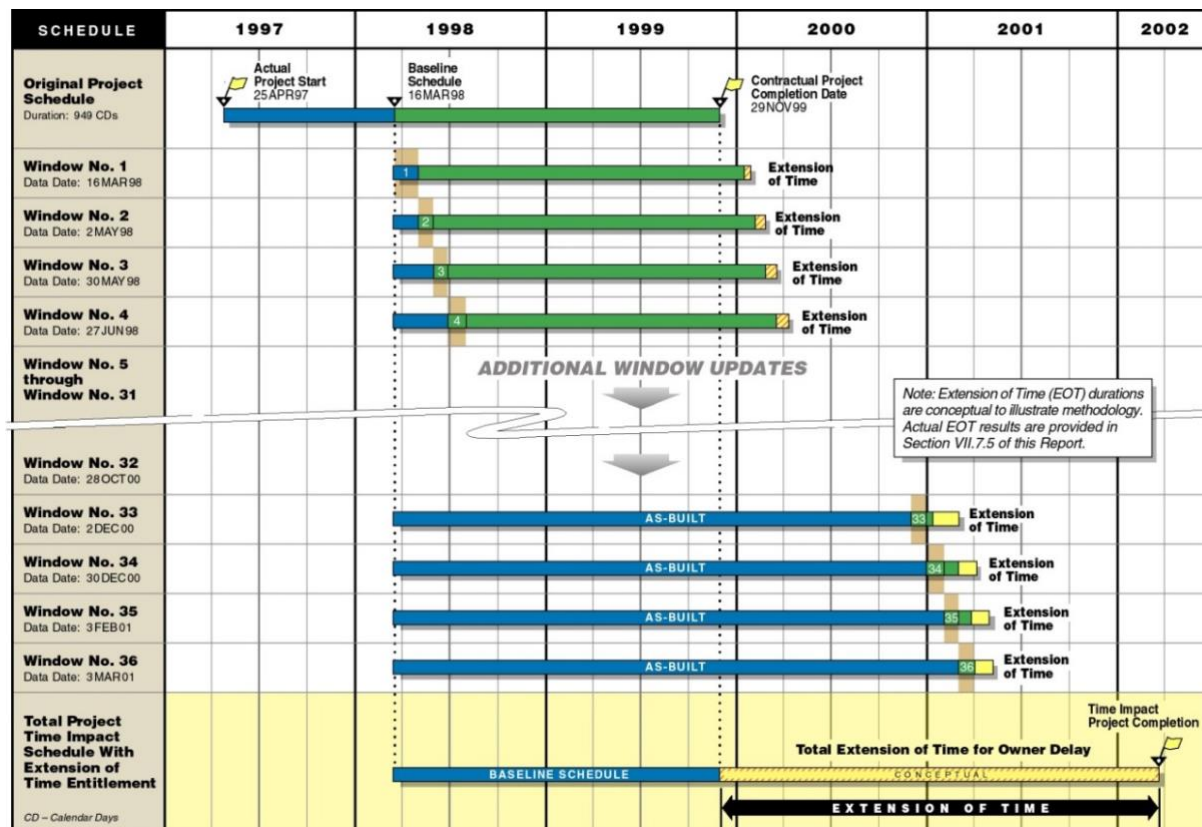 SCHEDULE
1997
1998
1999
2000
2001
2002
Original Project
Schedule
Duration: 949 CDs
Actual
Project Start
25APR97
Baseline
Schedule
16MAR98
Contractual Project
Completion Date
29NOV99
Window No. 1
Data Date: 16MAR98
1
Extension
of Time
Window No. 2
Data Date: 2MAY98
2
Extension
of Time
Window No. 3
Data Date: 30MAY98
3
Extension
of Time
Window No. 4
Data Date: 27JUN98
4
Extension
of Time
Window No. 5
through
Window No. 31
ADDITIONAL WINDOW UPDATES
Note: Extension of Time (EOT) durations
are conceptual to illustrate methodology.
Actual EOT results are provided in
Section VII.7.5 of this Report.
Window No. 32
Data Date: 28OCT00
Window No. 33
Data Date: 2DEC00
AS-BUILT
33
Extension
of Time
Window No. 34
Data Date: 30DEC00
AS-BUILT
34
Extension
of Time
Window No. 35
Data Date: 3FEB01
AS-BUILT
35
Extension
of Time
Window No. 36
Data Date: 3MAR01
AS-BUILT
36
Extension
of Time
Total Project
Time Impact
Schedule With
Extension of
Time Entitlement
CD – Calendar Days
Time Impact
Project Completion
Total Extension of Time for Owner Delay
BASELINE SCHEDULE
CONCEPTUAL
EXTENSION OF TIME